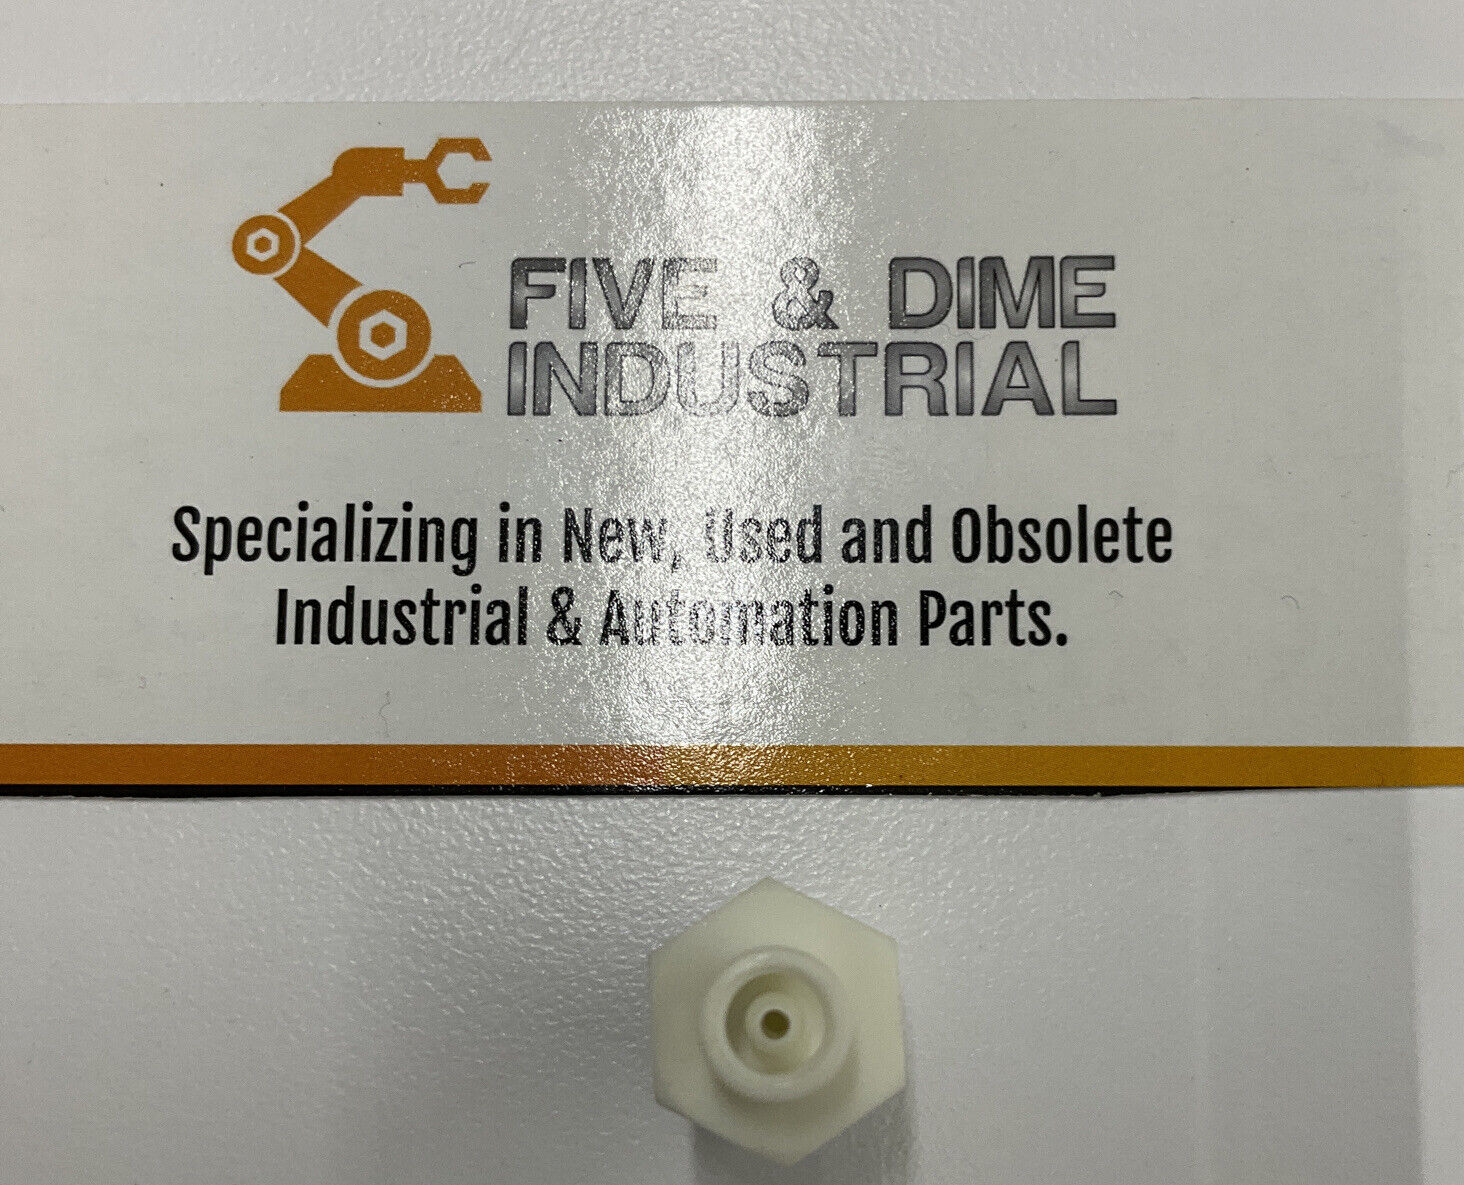 FIVE & DIME
INDUSTRIAL
Specializing in New, Used and Obsolete
Industrial & Automation Parts.